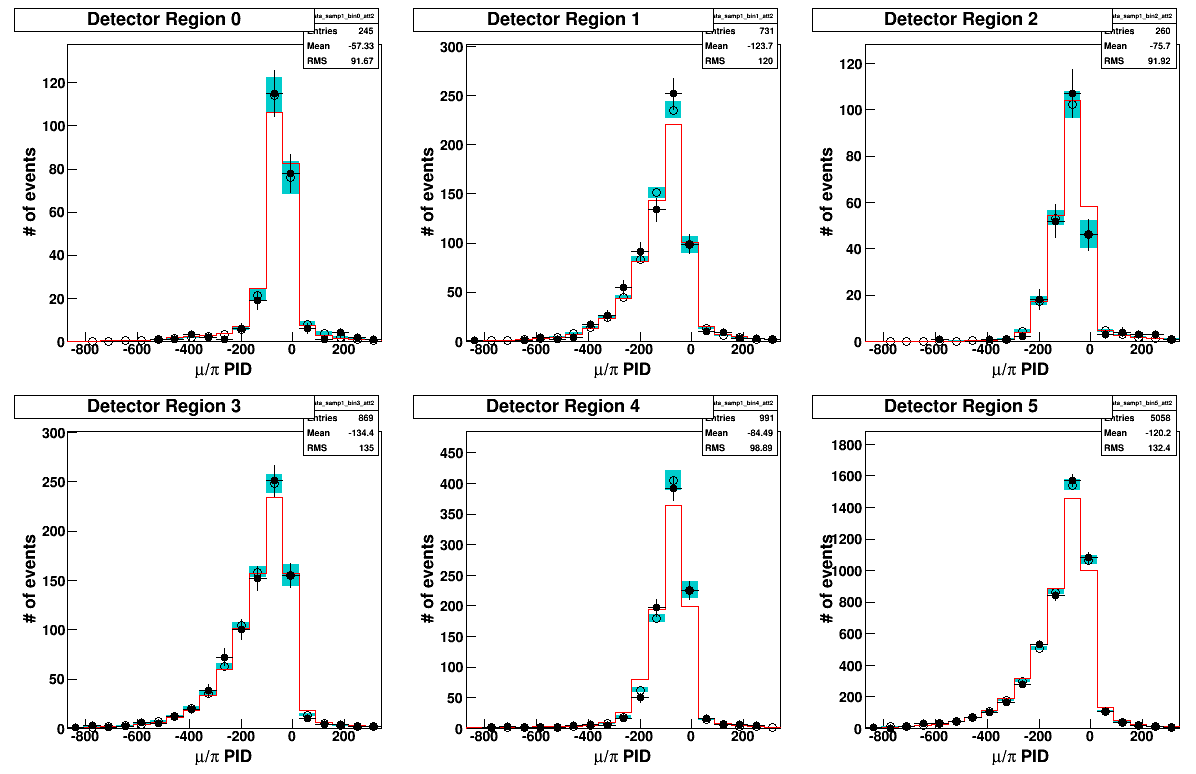 Detector Region 0
ata_samp1_bin0_att2
Entries 245
Mean -57.33
RMS 91.67
# of events
120
100
80
60
40
20
0
-800 -600 -400 -200 0 200
μ/π PID
Detector Region 1
ata_samp1_bin1_att2
Entries 731
Mean -123.7
RMS 120
# of events
300
250
200
150
100
50
0
-800 -600 -400 -200 0 200
μ/π PID
Detector Region 2
ata_samp1_bin2_att2
Entries 260
Mean -75.7
RMS 91.92
# of events
120
100
80
60
40
20
0
-800 -600 -400 -200 0 200
μ/π PID
Detector Region 3
ata_samp1_bin3_att2
Entries 869
Mean -134.4
RMS 135
# of events
300
250
200
150
100
50
0
-800 -600 -400 -200 0 200
μ/π PID
Detector Region 4
ata_samp1_bin4_att2
Entries 991
Mean -84.49
RMS 98.89
# of events
450
400
350
300
250
200
150
100
50
0
-800 -600 -400 -200 0 200
μ/π PID
Detector Region 5
ata_samp1_bin5_att2
Entries 5058
Mean -120.2
RMS 132.4
# of events
1800
1600
1400
1200
1000
800
600
400
200
0
-800 -600 -400 -200 0 200
μ/π PID